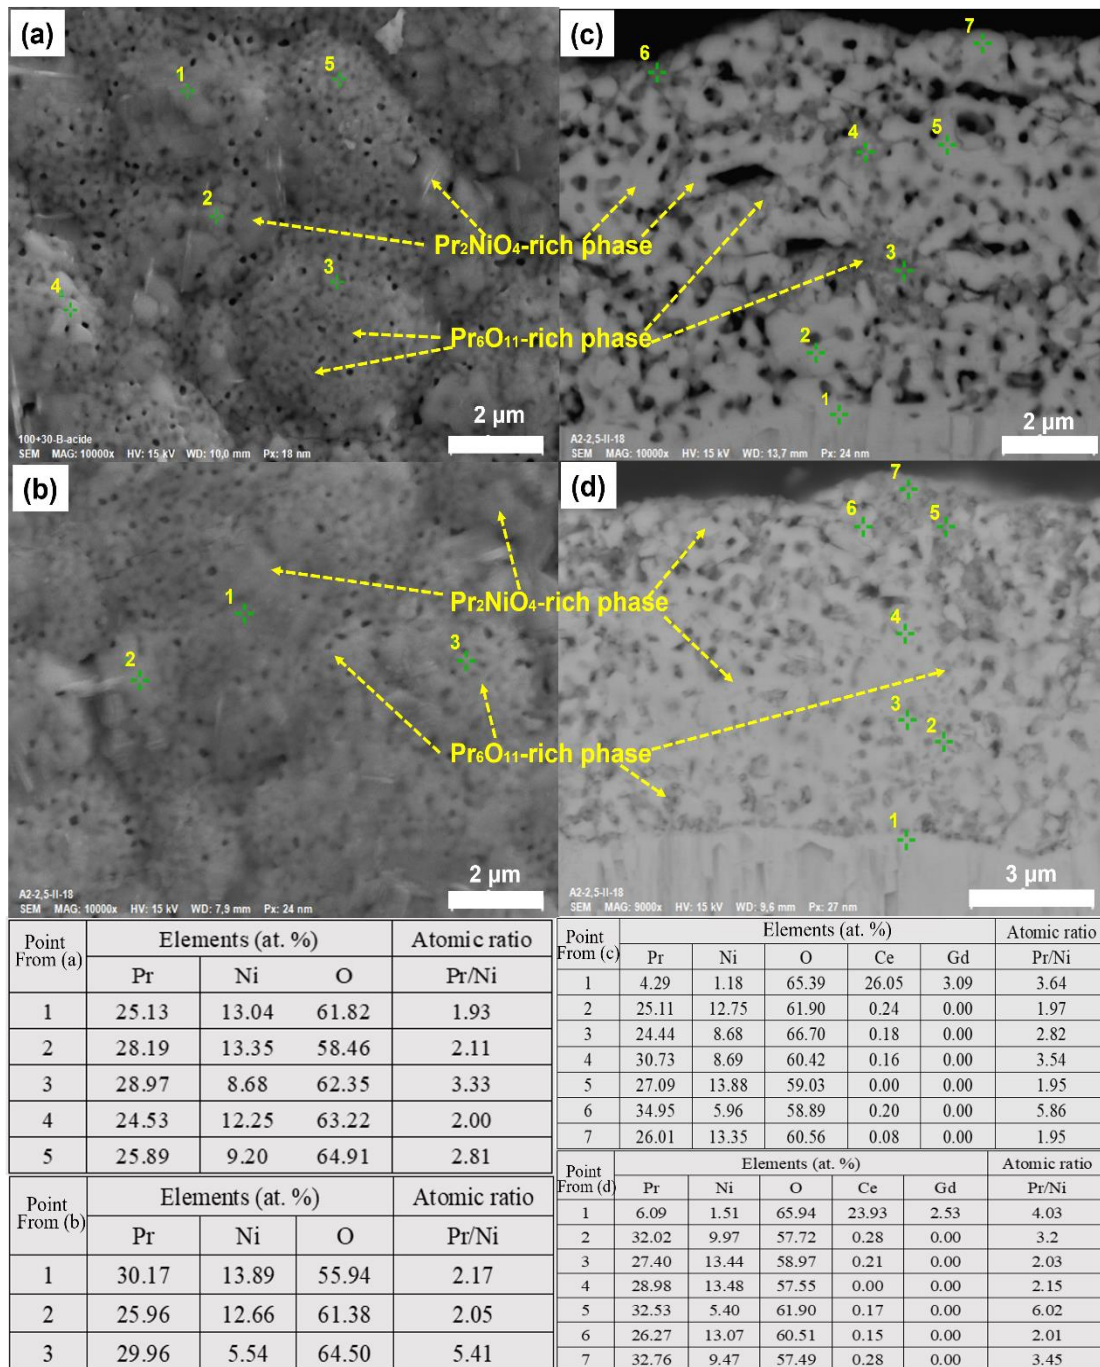 (a)
1
5
2
3
4
2 µm
100+30-B-acide
SEM MAG: 10000x HV: 15 kV WD: 10,0 mm Px: 18 nm
(c)
7
6
4
5
3
2
1
2 µm
A2-2,5-II-18
SEM MAG: 10000x HV: 15 kV WD: 13,7 mm Px: 24 nm
Pr₂NiO₄-rich phase
Pr₆O₁₁-rich phase
(b)
1
2
3
2 µm
A2-2,5-II-18
SEM MAG: 10000x HV: 15 kV WD: 7,9 mm Px: 24 nm
(d)
7
6
5
4
3
2
1
3 µm
A2-2,5-II-18
SEM MAG: 9000x HV: 15 kV WD: 9,6 mm Px: 27 nm
Pr₂NiO₄-rich phase
Pr₆O₁₁-rich phase
Point From (a) Elements (at. %) Atomic ratio
Pr Ni O Pr/Ni
1 25.13 13.04 61.82 1.93
2 28.19 13.35 58.46 2.11
3 28.97 8.68 62.35 3.33
4 24.53 12.25 63.22 2.00
5 25.89 9.20 64.91 2.81
Point From (b) Elements (at. %) Atomic ratio
Pr Ni O Pr/Ni
1 30.17 13.89 55.94 2.17
2 25.96 12.66 61.38 2.05
3 29.96 5.54 64.50 5.41
Point From (c) Elements (at. %) Atomic ratio
Pr Ni O Ce Gd Pr/Ni
1 4.29 1.18 65.39 26.05 3.09 3.64
2 25.11 12.75 61.90 0.24 0.00 1.97
3 24.44 8.68 66.70 0.18 0.00 2.82
4 30.73 8.69 60.42 0.16 0.00 3.54
5 27.09 13.88 59.03 0.00 0.00 1.95
6 34.95 5.96 58.89 0.20 0.00 5.86
7 26.01 13.35 60.56 0.08 0.00 1.95
Point From (d) Elements (at. %) Atomic ratio
Pr Ni O Ce Gd Pr/Ni
1 6.09 1.51 65.94 23.93 2.53 4.03
2 32.02 9.97 57.72 0.28 0.00 3.2
3 27.40 13.44 58.97 0.21 0.00 2.03
4 28.98 13.48 57.55 0.00 0.00 2.15
5 32.53 5.40 61.90 0.17 0.00 6.02
6 26.27 13.07 60.51 0.15 0.00 2.01
7 32.76 9.47 57.49 0.28 0.00 3.45